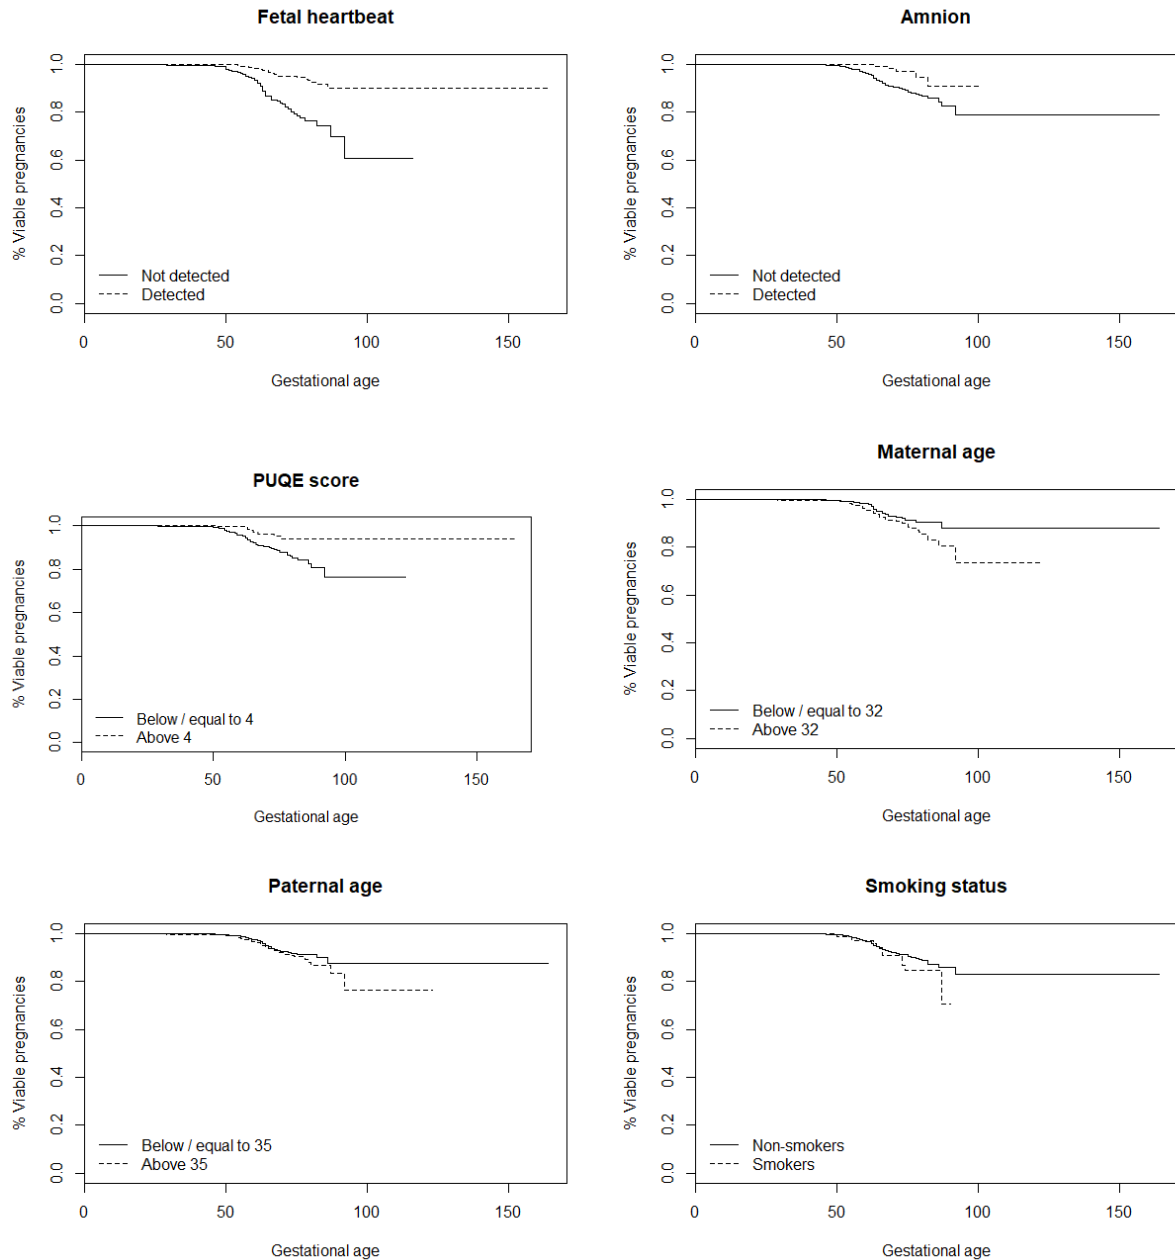 Fetal heartbeat
% Viable pregnancies
1.0
0.8
0.6
0.4
0.2
0.0
Not detected
Detected
0 50 100 150
Gestational age
Amnion
% Viable pregnancies
1.0
0.8
0.6
0.4
0.2
0.0
Not detected
Detected
0 50 100 150
Gestational age
PUQE score
% Viable pregnancies
1.0
0.8
0.6
0.4
0.2
0.0
Below / equal to 4
Above 4
0 50 100 150
Gestational age
Maternal age
% Viable pregnancies
1.0
0.8
0.6
0.4
0.2
0.0
Below / equal to 32
Above 32
0 50 100 150
Gestational age
Paternal age
% Viable pregnancies
1.0
0.8
0.6
0.4
0.2
0.0
Below / equal to 35
Above 35
0 50 100 150
Gestational age
Smoking status
% Viable pregnancies
1.0
0.8
0.6
0.4
0.2
0.0
Non-smokers
Smokers
0 50 100 150
Gestational age